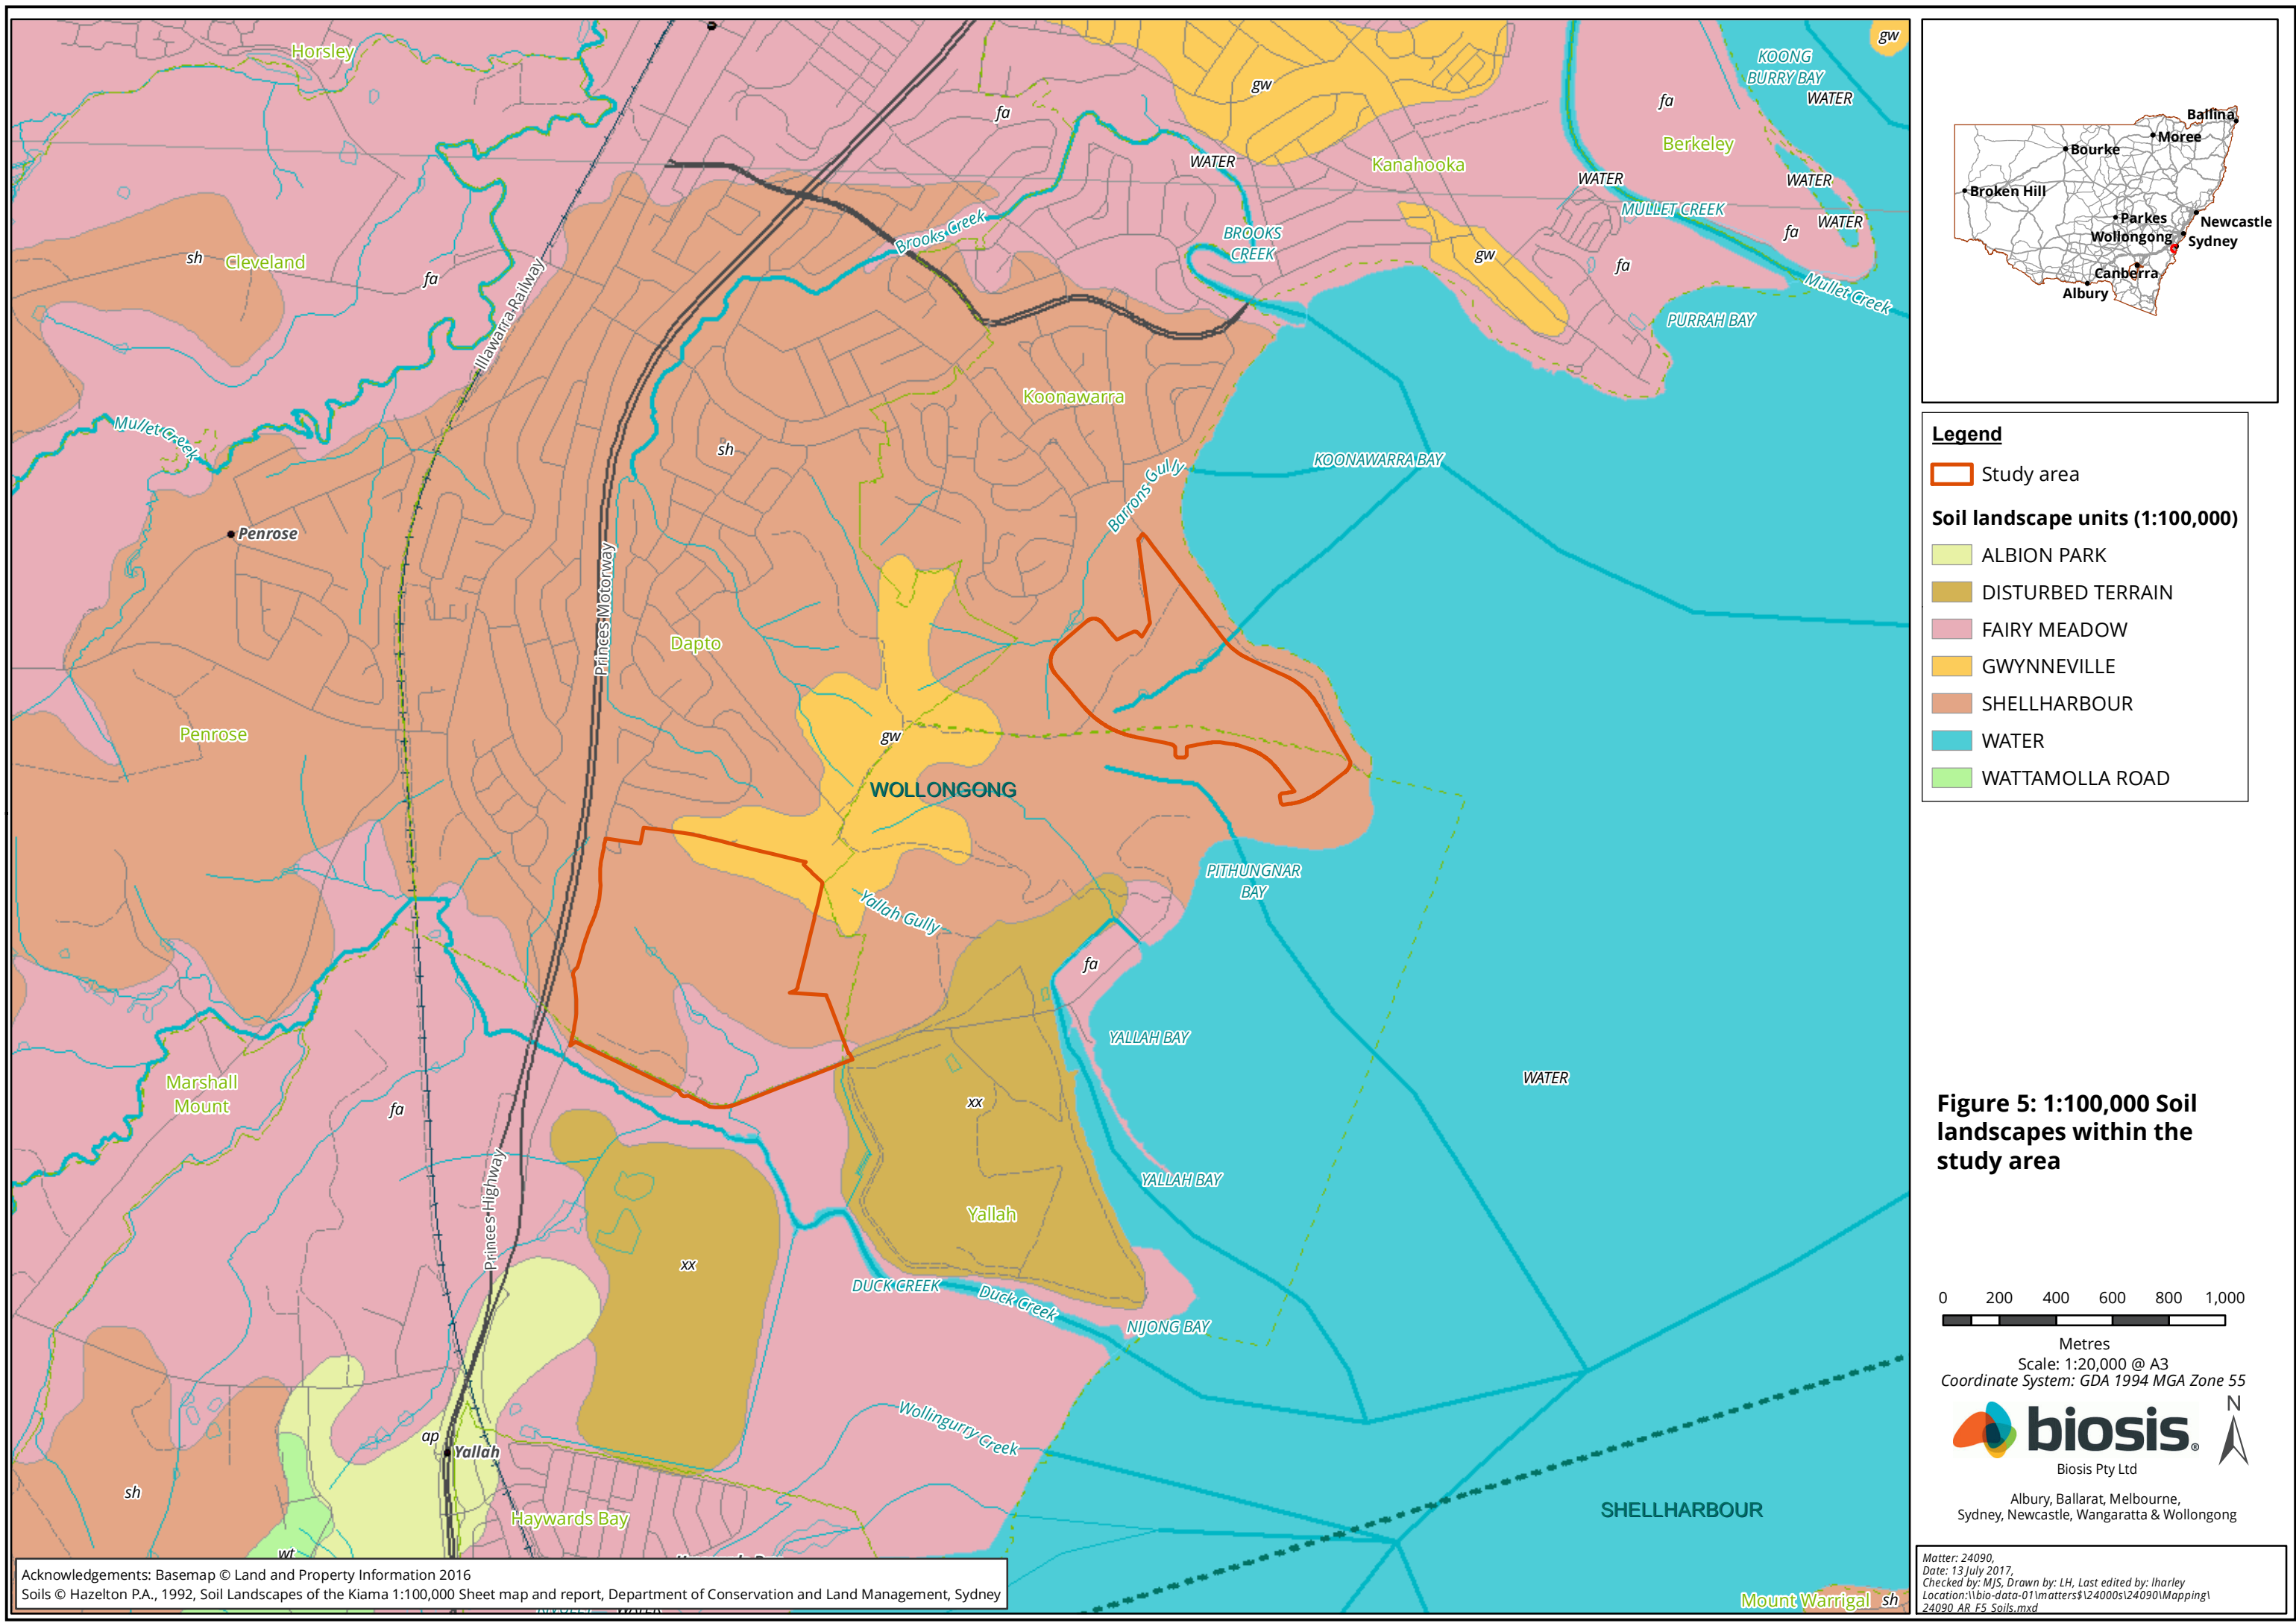 Horsley
gw
KOONG
BURRY BAY
gw
WATER
fa
fa
Berkeley
WATER
Kanahooka
WATER
WATER
MULLET CREEK
WATER
Brooks Creek
BROOKS
CREEK
fa
sh
Cleveland
fa
gw
fa
Mullet Creek
Illawarra Railway
PURRAH BAY
Koonawarra
Mullet Creek
sh
KOONAWARRA BAY
Barrons Gully
Penrose
Princes Motorway
Dapto
Penrose
gw
WOLLONGONG
PITHUNGNAR
BAY
Yallah Gully
fa
YALLAH BAY
WATER
Marshall
Mount
fa
xx
YALLAH BAY
Princes Highway
Yallah
xx
DUCK CREEK
Duck Creek
NIJONG BAY
Wollingurry Creek
ap
Yallah
sh
Haywards Bay
SHELLHARBOUR
wt
Mount Warrigal
sh
Acknowledgements: Basemap © Land and Property Information 2016
Soils © Hazelton P.A., 1992, Soil Landscapes of the Kiama 1:100,000 Sheet map and report, Department of Conservation and Land Management, Sydney
Ballina
Moree
Bourke
Broken Hill
Parkes
Newcastle
Wollongong
Sydney
Canberra
Albury
Legend
Study area
Soil landscape units (1:100,000)
ALBION PARK
DISTURBED TERRAIN
FAIRY MEADOW
GWYNNEVILLE
SHELLHARBOUR
WATER
WATTAMOLLA ROAD
Figure 5: 1:100,000 Soil
landscapes within the
study area
0 200 400 600 800 1,000
Metres
Scale: 1:20,000 @ A3
Coordinate System: GDA 1994 MGA Zone 55
biosis®
N
Biosis Pty Ltd
Albury, Ballarat, Melbourne,
Sydney, Newcastle, Wangaratta & Wollongong
Matter: 24090,
Date: 13 July 2017,
Checked by: MJS, Drawn by: LH, Last edited by: lharley
Location:\\bio-data-01\matters$\24000s\24090\Mapping\
24090_AR_F5_Soils.mxd